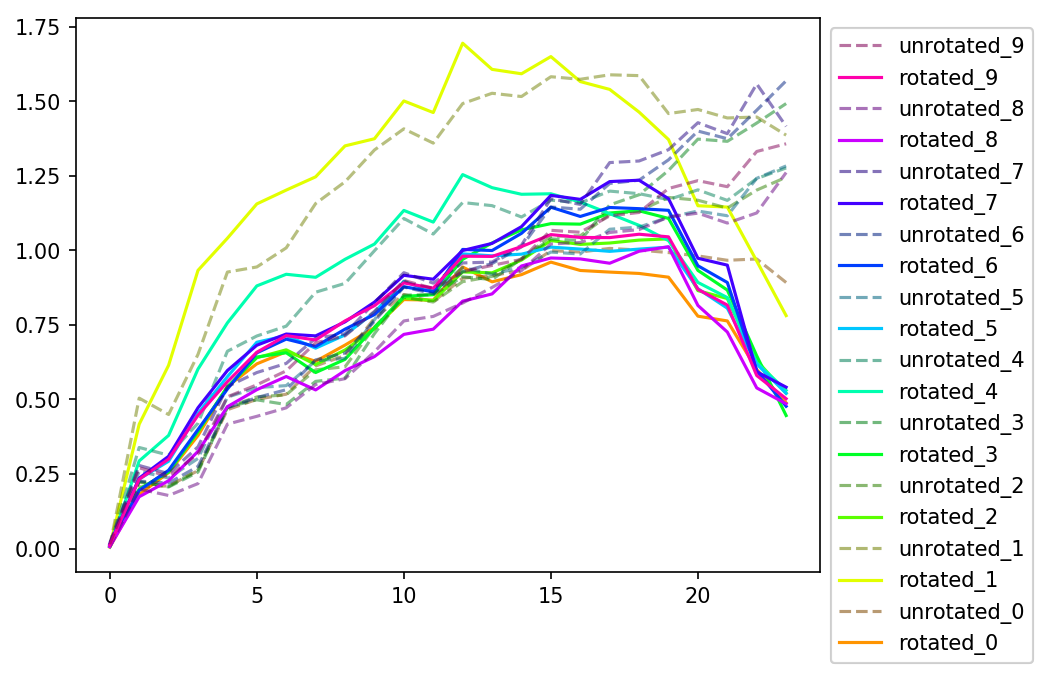 1.75
1.50
1.25
1.00
0.75
0.50
0.25
0.00
0 5 10 15 20
unrotated_9
rotated_9
unrotated_8
rotated_8
unrotated_7
rotated_7
unrotated_6
rotated_6
unrotated_5
rotated_5
unrotated_4
rotated_4
unrotated_3
rotated_3
unrotated_2
rotated_2
unrotated_1
rotated_1
unrotated_0
rotated_0